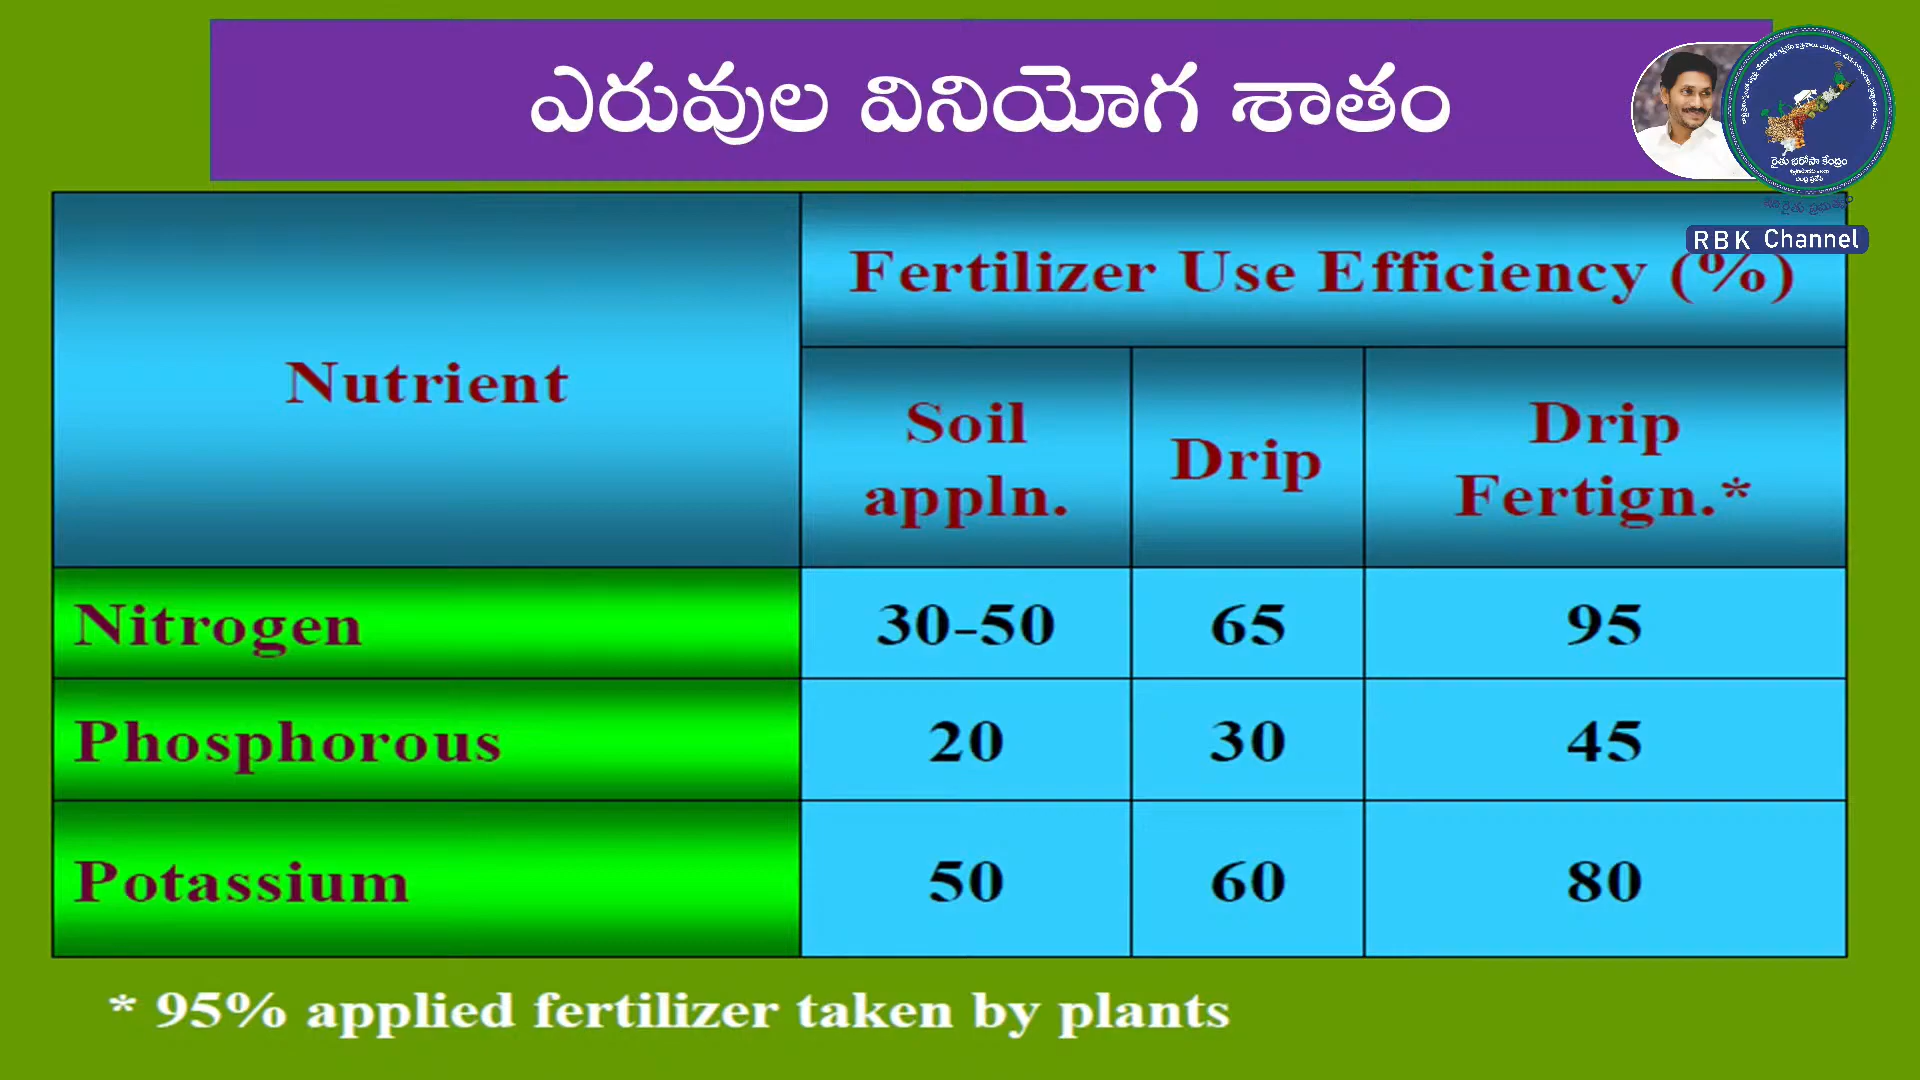 ఎరువుల వినియోగ శాతం
రైతు భరోసా కేంద్రం
RBK Channel
Nutrient
Fertilizer Use Efficiency (%)
Soil
appln.
Drip
Drip
Fertign.*
Nitrogen
30-50
65
95
Phosphorous
20
30
45
Potassium
50
60
80
* 95% applied fertilizer taken by plants